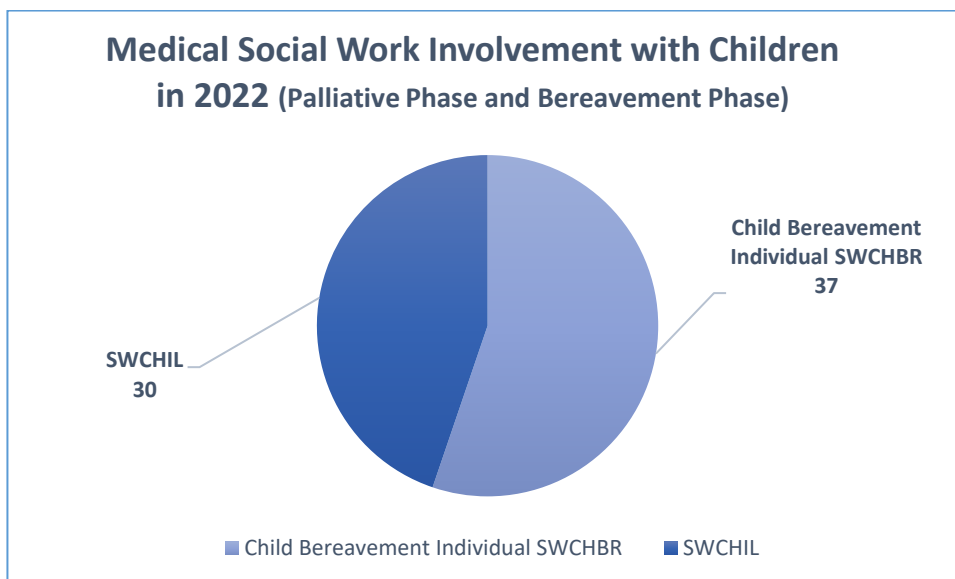 Medical Social Work Involvement with Children
in 2022 (Palliative Phase and Bereavement Phase)
Child Bereavement
Individual SWCHBR
37
SWCHIL
30
Child Bereavement Individual SWCHBR
SWCHIL